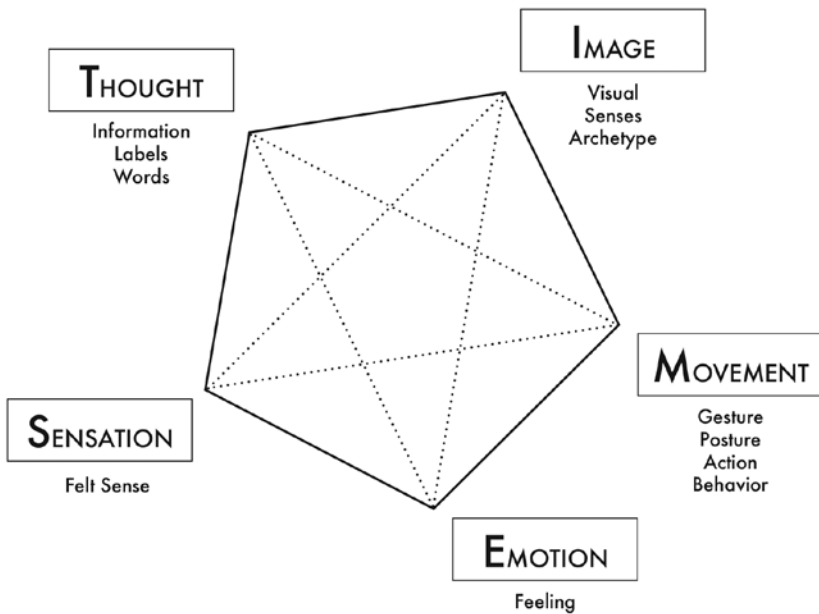 THOUGHT
Information
Labels
Words
IMAGE
Visual
Senses
Archetype
MOVEMENT
Gesture
Posture
Action
Behavior
SENSATION
Felt Sense
EMOTION
Feeling